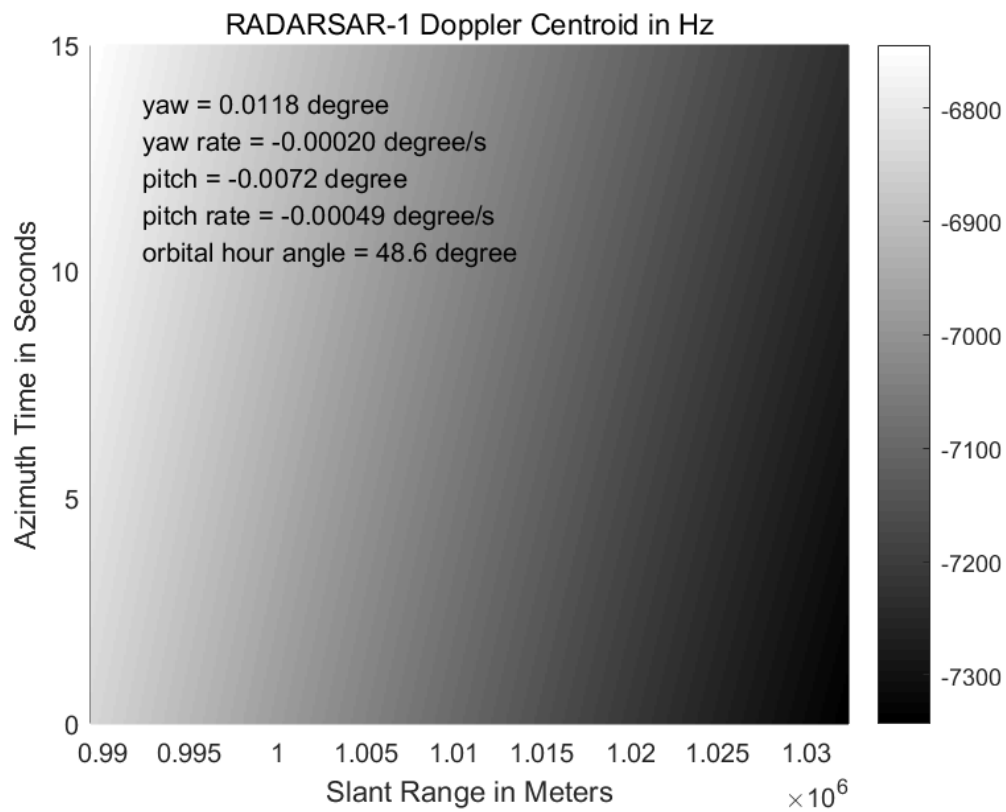 RADARSAR-1 Doppler Centroid in Hz
yaw = 0.0118 degree
yaw rate = -0.00020 degree/s
pitch = -0.0072 degree
pitch rate = -0.00049 degree/s
orbital hour angle = 48.6 degree
Azimuth Time in Seconds
15
10
5
0
0.99 0.995 1 1.005 1.01 1.015 1.02 1.025 1.03
Slant Range in Meters
×10⁶
-6800
-6900
-7000
-7100
-7200
-7300